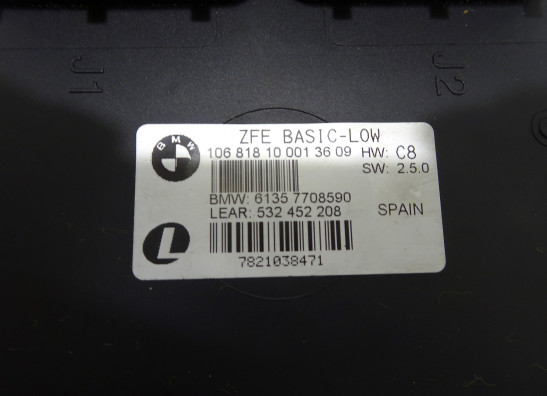 J1
J2
ZFE BASIC-LOW
BMW
106 818 10 001 36 09 HW: C8
SW: 2.5.0
BMW: 6135 7708590
LEAR: 532 452 208 SPAIN
L
7821038471